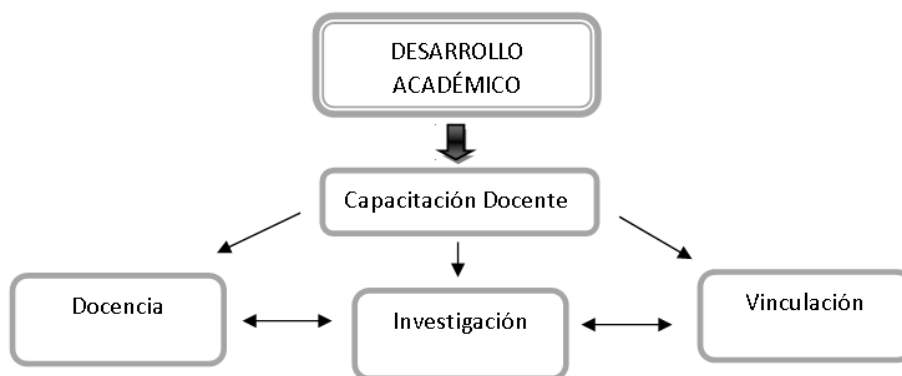 DESARROLLO
ACADÉMICO
Capacitación Docente
Docencia
Investigación
Vinculación